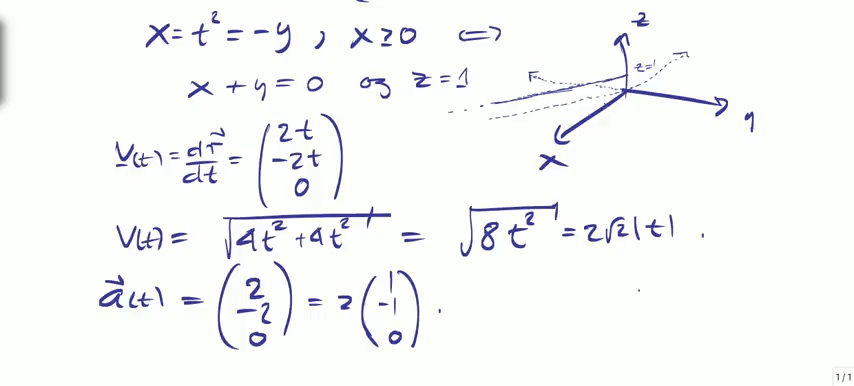 x = t² = -y , x ≥ 0 ⟺
x + y = 0 og z = 1
z
z=1
y
x
v(t) = dr⃗/dt = (2t, -2t, 0)
v(t) = √(4t² + 4t²) = √(8t²) = 2√2|t| .
a⃗(t) = (2, -2, 0) = 2(1, -1, 0) .
1/1